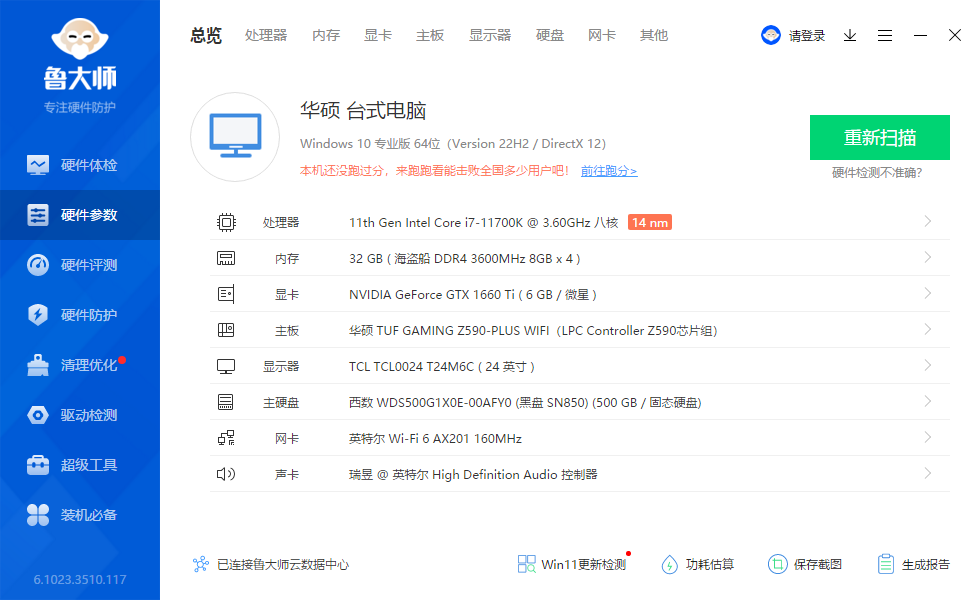 鲁大师
专注硬件防护
硬件体检
硬件参数
硬件评测
硬件防护
清理优化
驱动检测
超级工具
装机必备
6.1023.3510.117
总览 处理器 内存 显卡 主板 显示器 硬盘 网卡 其他 请登录
华硕 台式电脑
Windows 10 专业版 64位（Version 22H2 / DirectX 12）
本机还没跑过分，来跑跑看能击败全国多少用户吧！ 前往跑分>
重新扫描
硬件检测不准确?
处理器 11th Gen Intel Core i7-11700K @ 3.60GHz 八核 14 nm
内存 32 GB ( 海盗船 DDR4 3600MHz 8GB x 4 )
显卡 NVIDIA GeForce GTX 1660 Ti ( 6 GB / 微星 )
主板 华硕 TUF GAMING Z590-PLUS WIFI（LPC Controller Z590芯片组）
显示器 TCL TCL0024 T24M6C ( 24 英寸 )
主硬盘 西数 WDS500G1X0E-00AFY0 (黑盘 SN850) (500 GB / 固态硬盘)
网卡 英特尔 Wi-Fi 6 AX201 160MHz
声卡 瑞昱 @ 英特尔 High Definition Audio 控制器
已连接鲁大师云数据中心 Win11更新检测 功耗估算 保存截图 生成报告